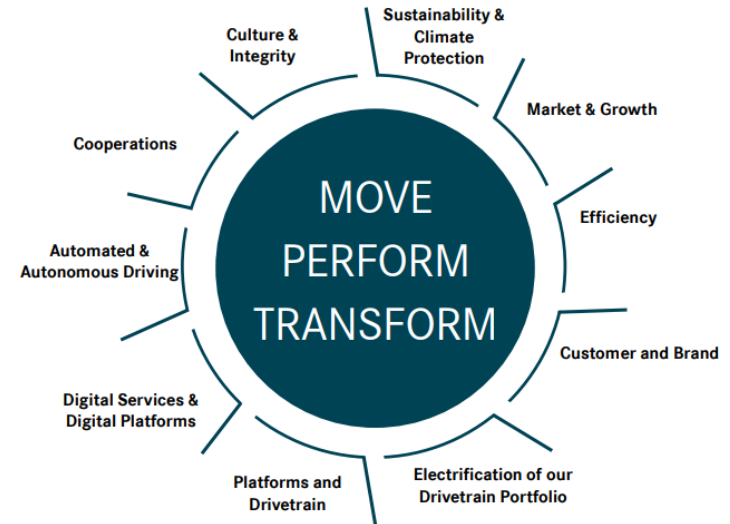 Sustainability &
Climate
Protection
Market & Growth
Efficiency
Customer and Brand
Electrification of our
Drivetrain Portfolio
Platforms and
Drivetrain
Digital Services &
Digital Platforms
Automated &
Autonomous Driving
Cooperations
Culture &
Integrity
MOVE
PERFORM
TRANSFORM